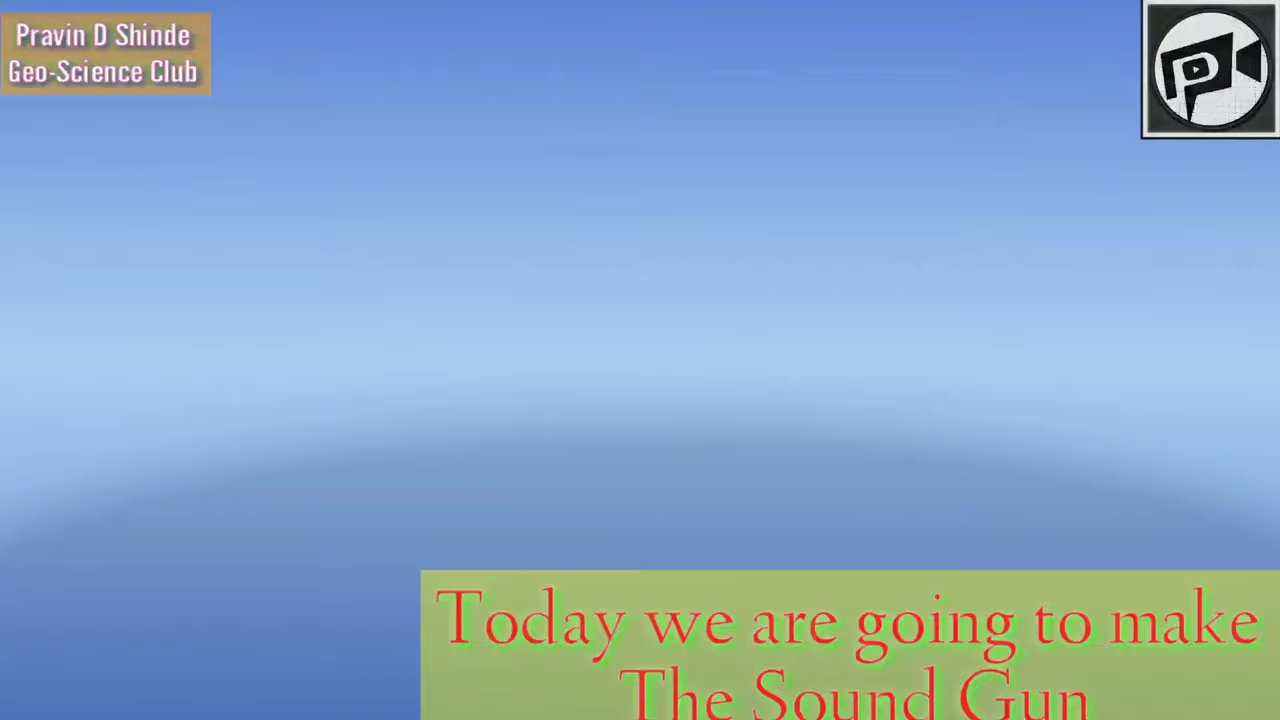 Pravin D Shinde
Geo-Science Club
Today we are going to make
The Sound Gun